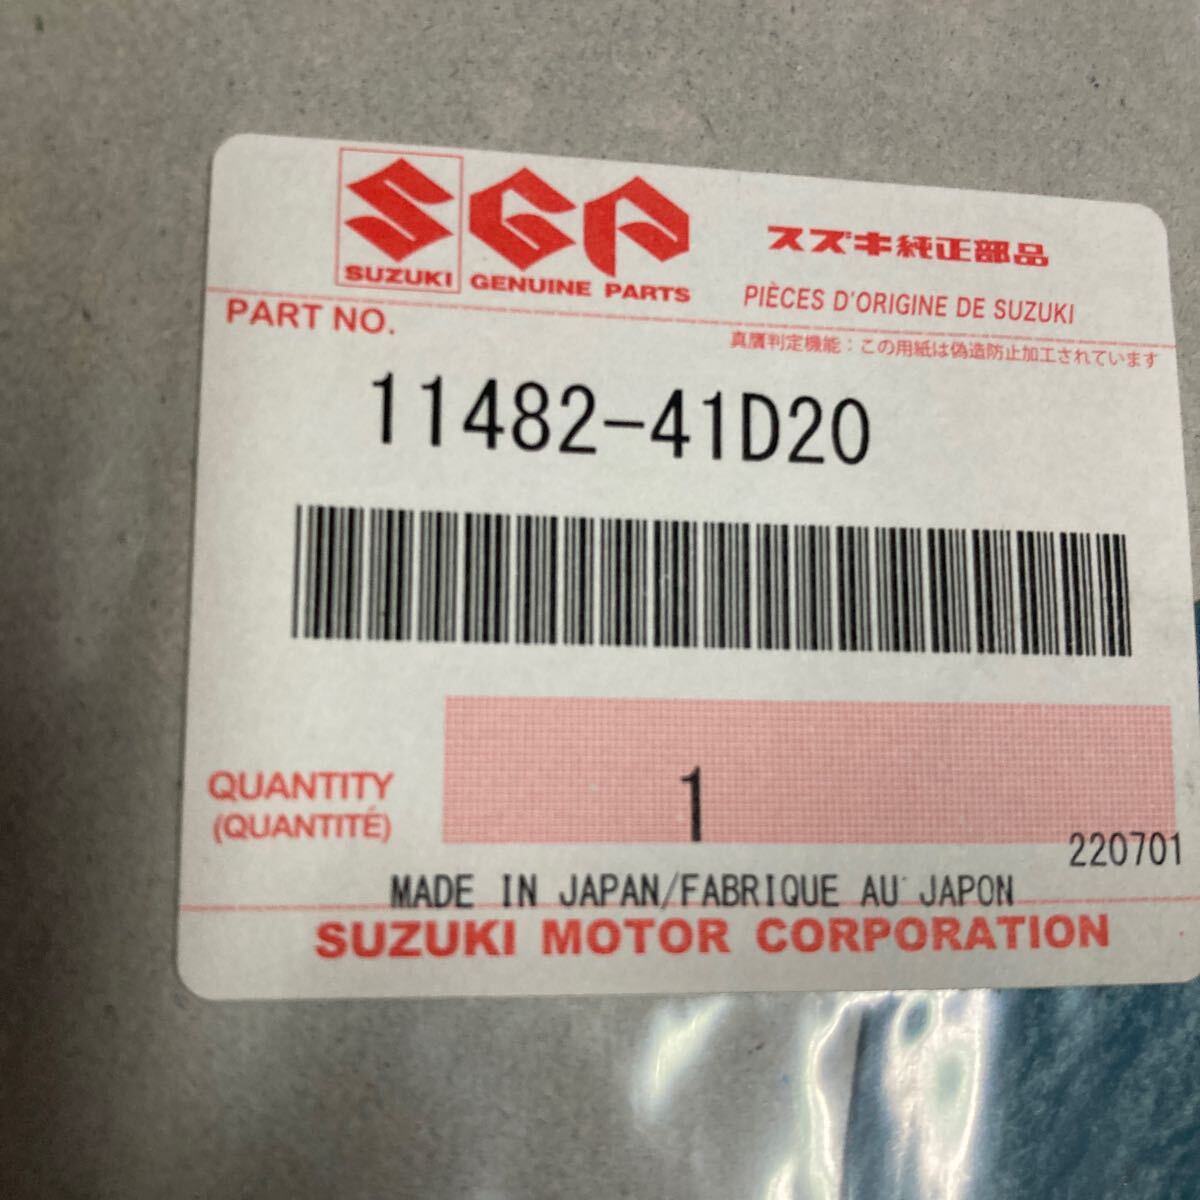 SGP
SUZUKI GENUINE PARTS
スズキ純正部品
PIÈCES D'ORIGINE DE SUZUKI
PART NO.
真贋判定機能：この用紙は偽造防止加工されています
11482-41D20
QUANTITY
(QUANTITÉ)
1
220701
MADE IN JAPAN/FABRIQUE AU JAPON
SUZUKI MOTOR CORPORATION